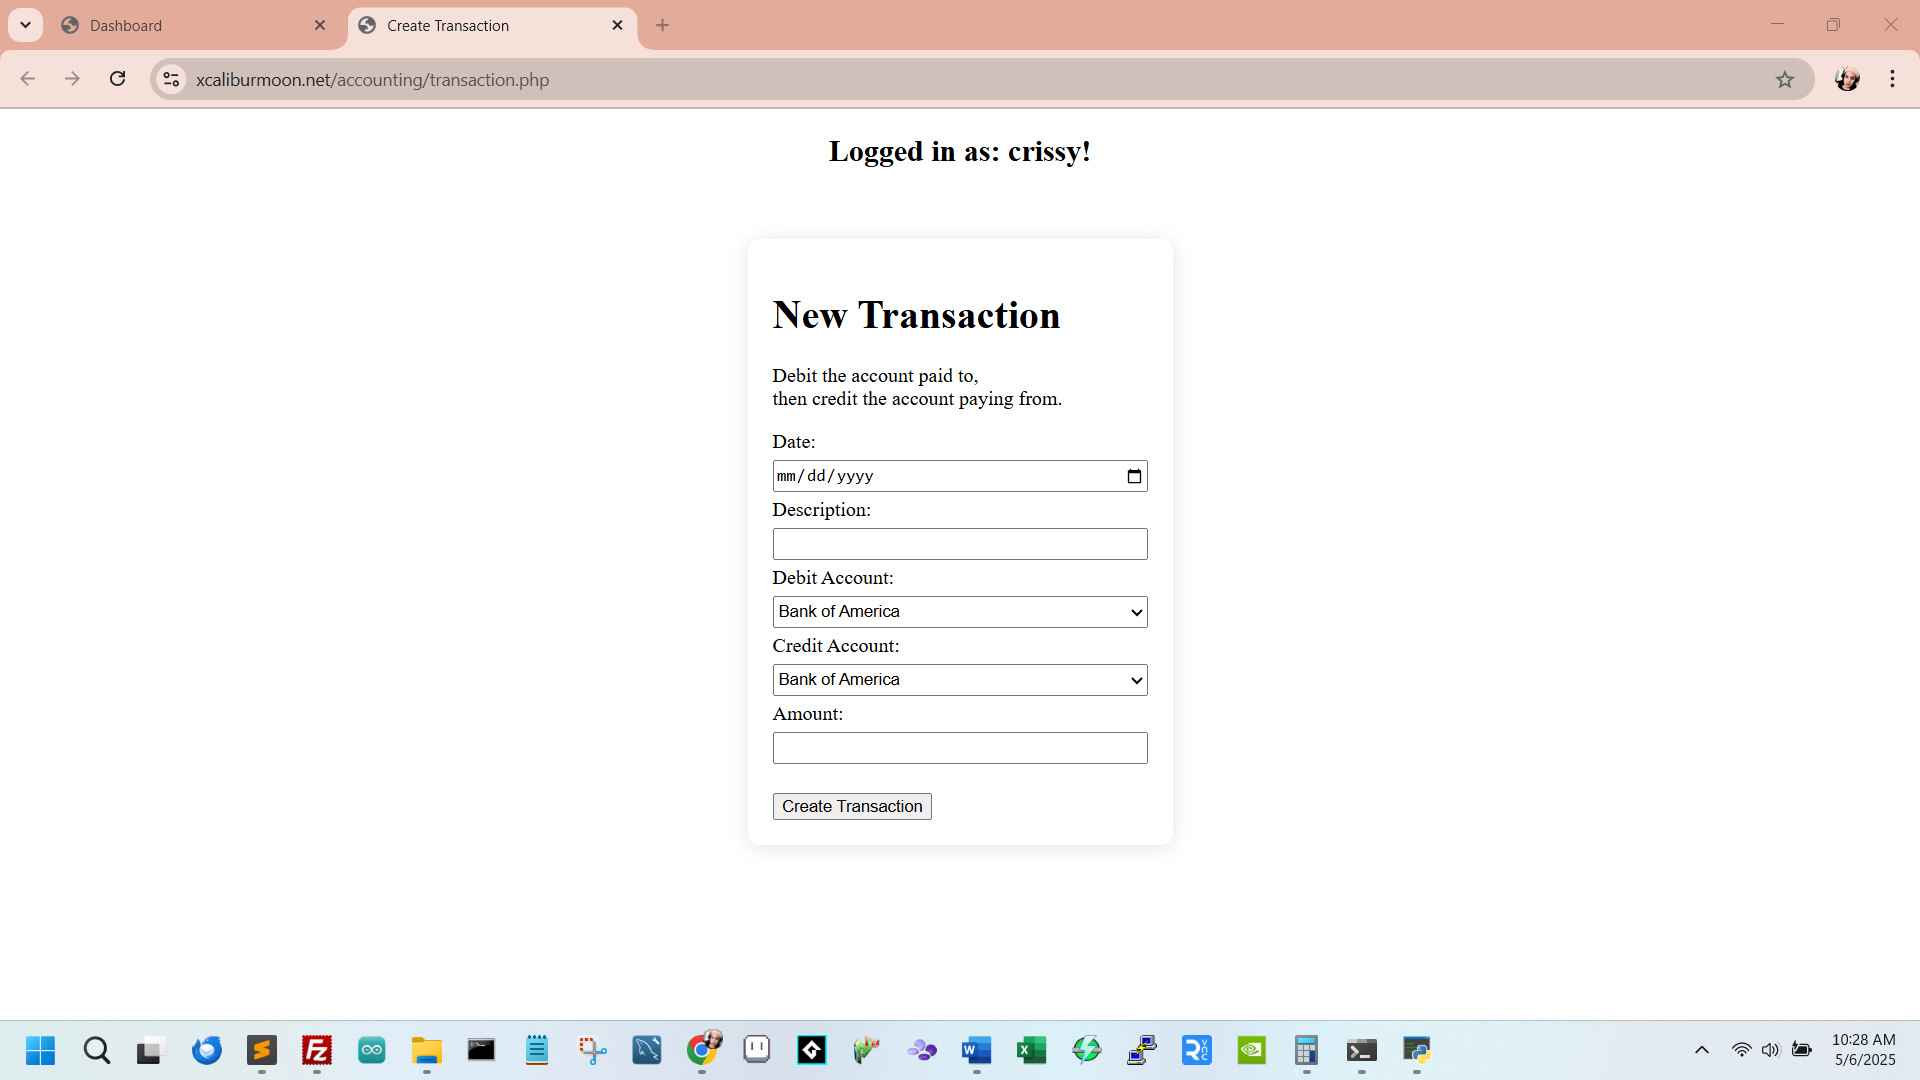 Dashboard
Create Transaction
xcaliburmoon.net/accounting/transaction.php
Logged in as: crissy!
New Transaction
Debit the account paid to,
then credit the account paying from.
Date:
mm/dd/yyyy
Description:
Debit Account:
Bank of America
Credit Account:
Bank of America
Amount:
Create Transaction
10:28 AM
5/6/2025